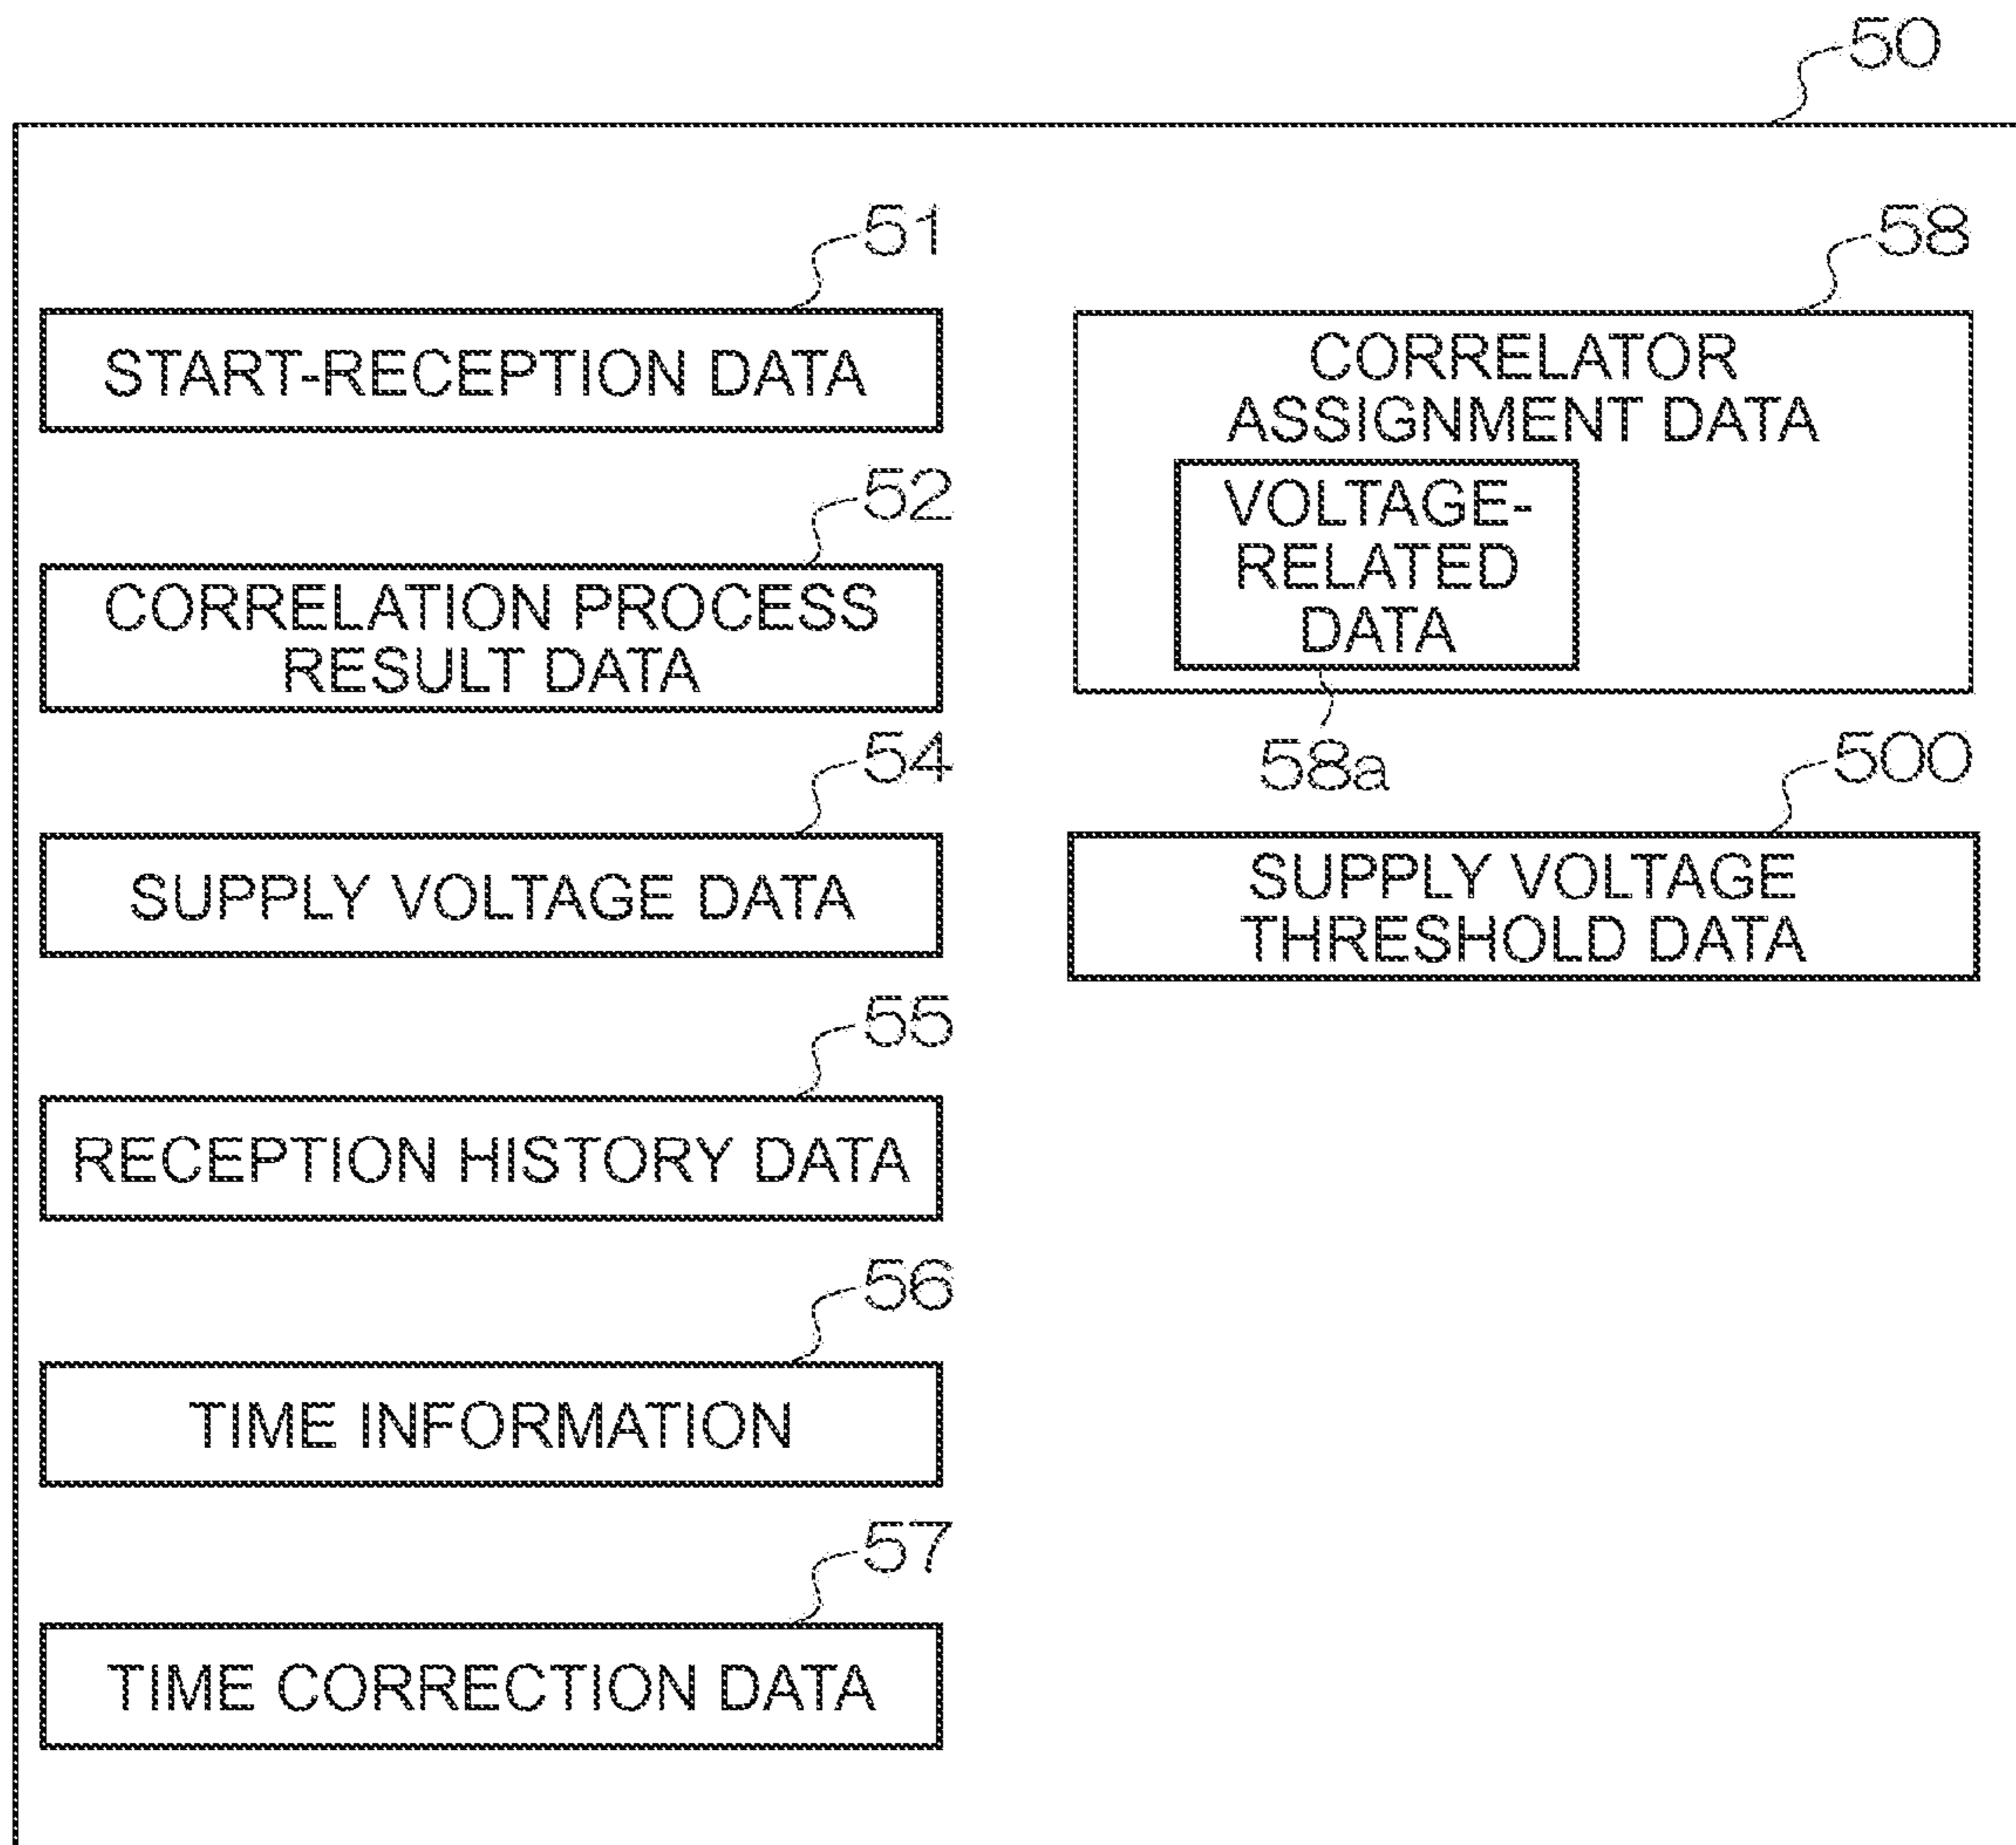 50
51
START-RECEPTION DATA
52
CORRELATION PROCESS
RESULT DATA
54
SUPPLY VOLTAGE DATA
55
RECEPTION HISTORY DATA
56
TIME INFORMATION
57
TIME CORRECTION DATA
58
CORRELATOR
ASSIGNMENT DATA
VOLTAGE-
RELATED
DATA
58a
500
SUPPLY VOLTAGE
THRESHOLD DATA